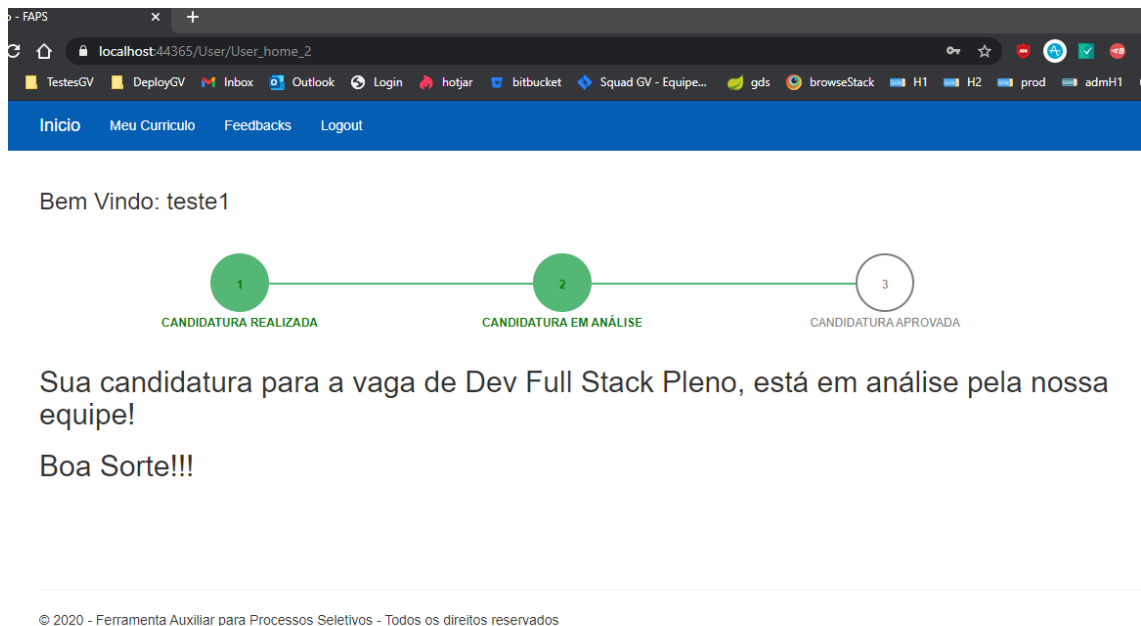 o - FAPS
localhost:44365/User/User_home_2
TestesGV DeployGV Inbox Outlook Login hotjar bitbucket Squad GV - Equipe... gds browseStack H1 H2 prod admH1
Inicio Meu Curriculo Feedbacks Logout
Bem Vindo: teste1
1 2 3
CANDIDATURA REALIZADA CANDIDATURA EM ANÁLISE CANDIDATURA APROVADA
Sua candidatura para a vaga de Dev Full Stack Pleno, está em análise pela nossa
equipe!
Boa Sorte!!!
© 2020 - Ferramenta Auxiliar para Processos Seletivos - Todos os direitos reservados